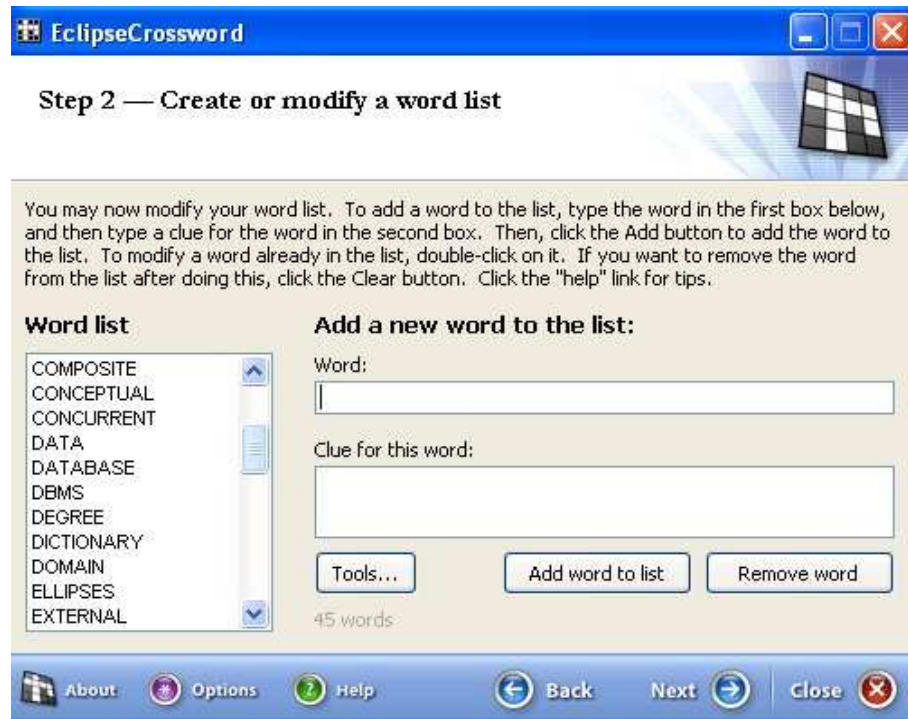 EclipseCrossword
Step 2 — Create or modify a word list
You may now modify your word list. To add a word to the list, type the word in the first box below,
and then type a clue for the word in the second box. Then, click the Add button to add the word to
the list. To modify a word already in the list, double-click on it. If you want to remove the word
from the list after doing this, click the Clear button. Click the "help" link for tips.
Word list
COMPOSITE
CONCEPTUAL
CONCURRENT
DATA
DATABASE
DBMS
DEGREE
DICTIONARY
DOMAIN
ELLIPSES
EXTERNAL
Add a new word to the list:
Word:
Clue for this word:
Tools... Add word to list Remove word
45 words
About Options Help Back Next Close